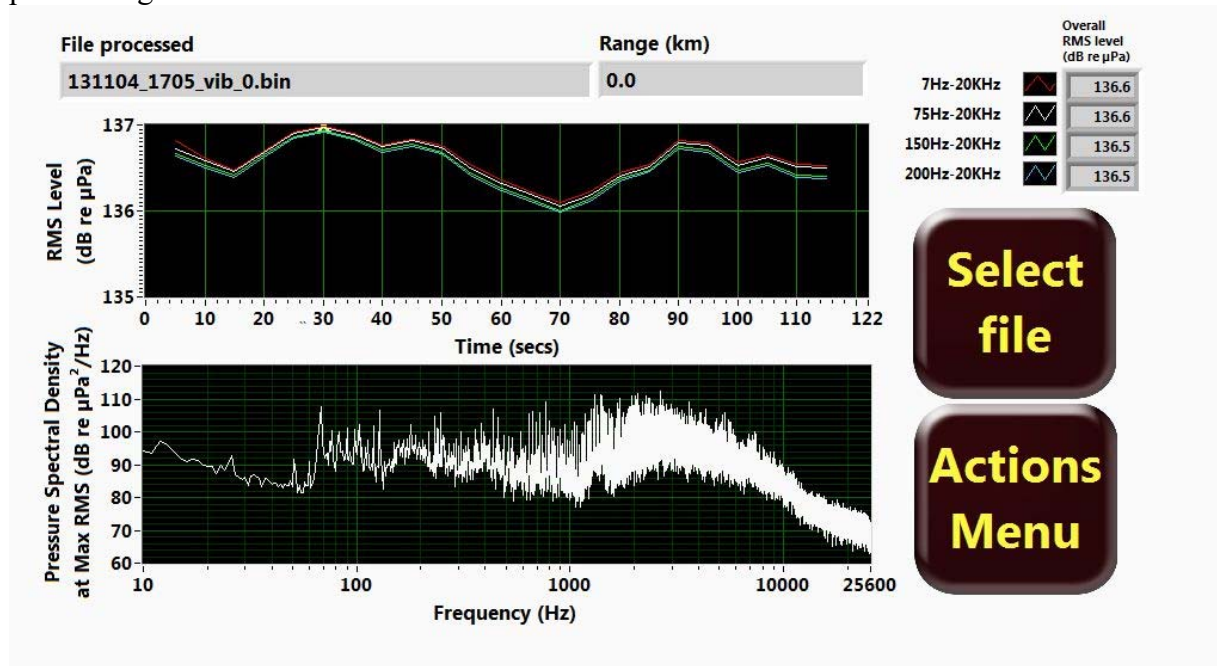 File processed
131104_1705_vib_0.bin
Range (km)
0.0
Overall
RMS level
(dB re µPa)
7Hz-20KHz 136.6
75Hz-20KHz 136.6
150Hz-20KHz 136.5
200Hz-20KHz 136.5
RMS Level
(dB re µPa)
137
136
135
0 10 20 30 40 50 60 70 80 90 100 110 122
Time (secs)
Pressure Spectral Density
at Max RMS (dB re µPa²/Hz)
120
110
100
90
80
70
60
10 100 1000 10000 25600
Frequency (Hz)
Select
file
Actions
Menu